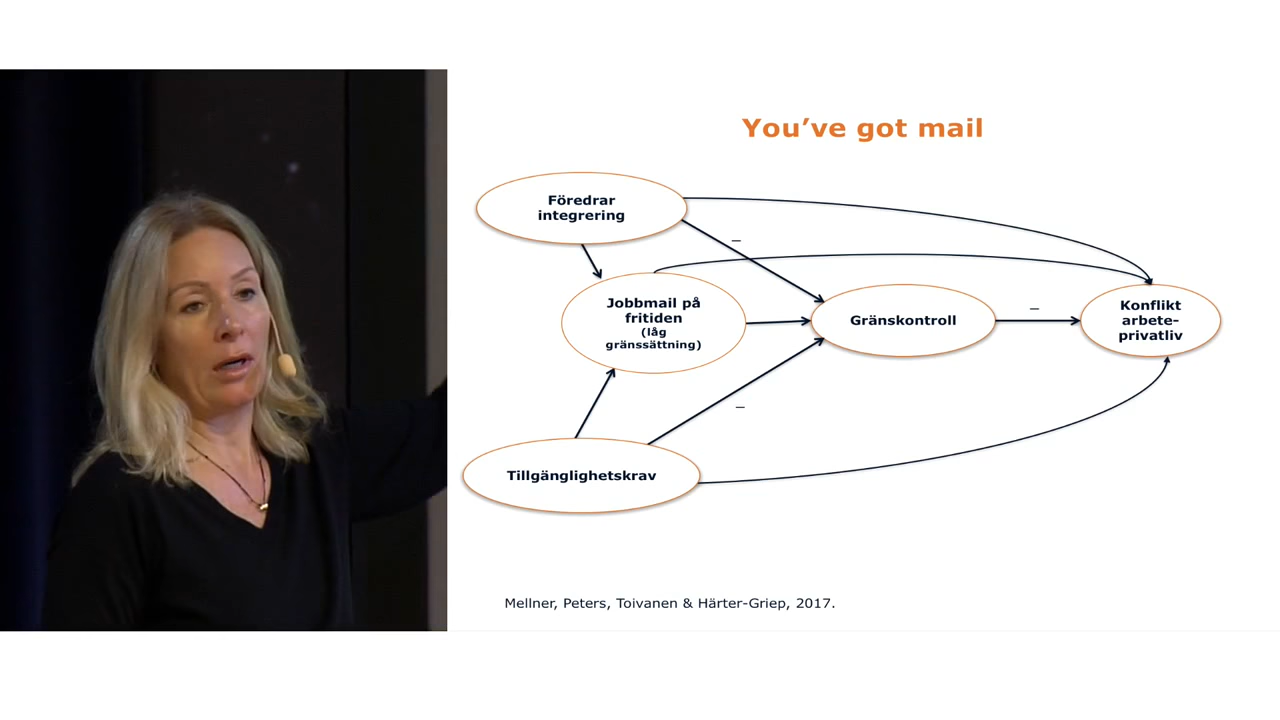 You’ve got mail
Föredrar
integrering
–
Jobbmail på
fritiden
(låg
gränssättning)
Gränskontroll
–
Konflikt
arbete-
privatliv
–
Tillgänglighetskrav
Mellner, Peters, Toivanen & Härter-Griep, 2017.